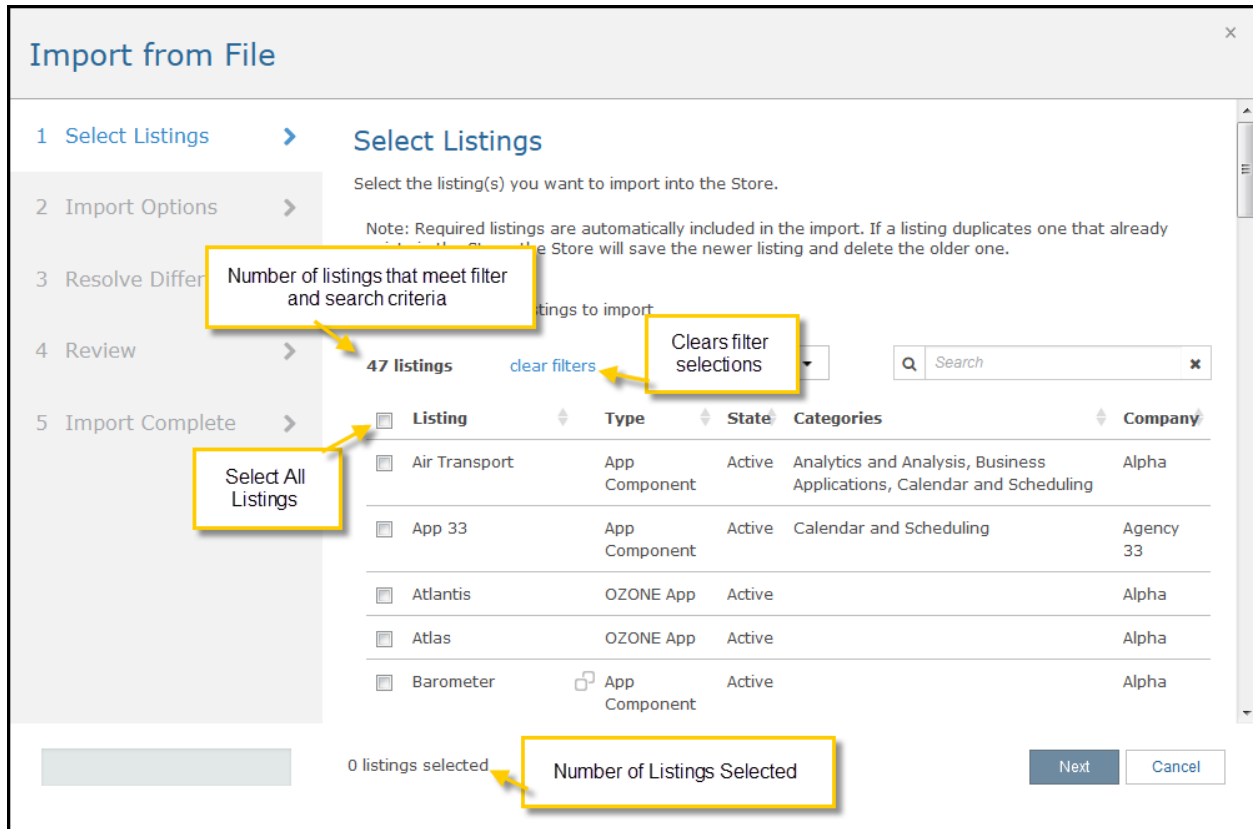 Import from File
×
1 Select Listings
2 Import Options
3 Resolve Differ
4 Review
5 Import Complete
Select Listings
Select the listing(s) you want to import into the Store.
Note: Required listings are automatically included in the import. If a listing duplicates one that already
the Store will save the newer listing and delete the older one.
Number of listings that meet filter
and search criteria
to import
Clears filter
selections
47 listings
clear filters
Search
Listing Type State Categories Company
Select All
Listings
Air Transport App Active Analytics and Analysis, Business Alpha
Component Applications, Calendar and Scheduling
App 33 App Active Calendar and Scheduling Agency
Component 33
Atlantis OZONE App Active Alpha
Atlas OZONE App Active Alpha
Barometer App Active Alpha
Component
0 listings selected
Number of Listings Selected
Next
Cancel